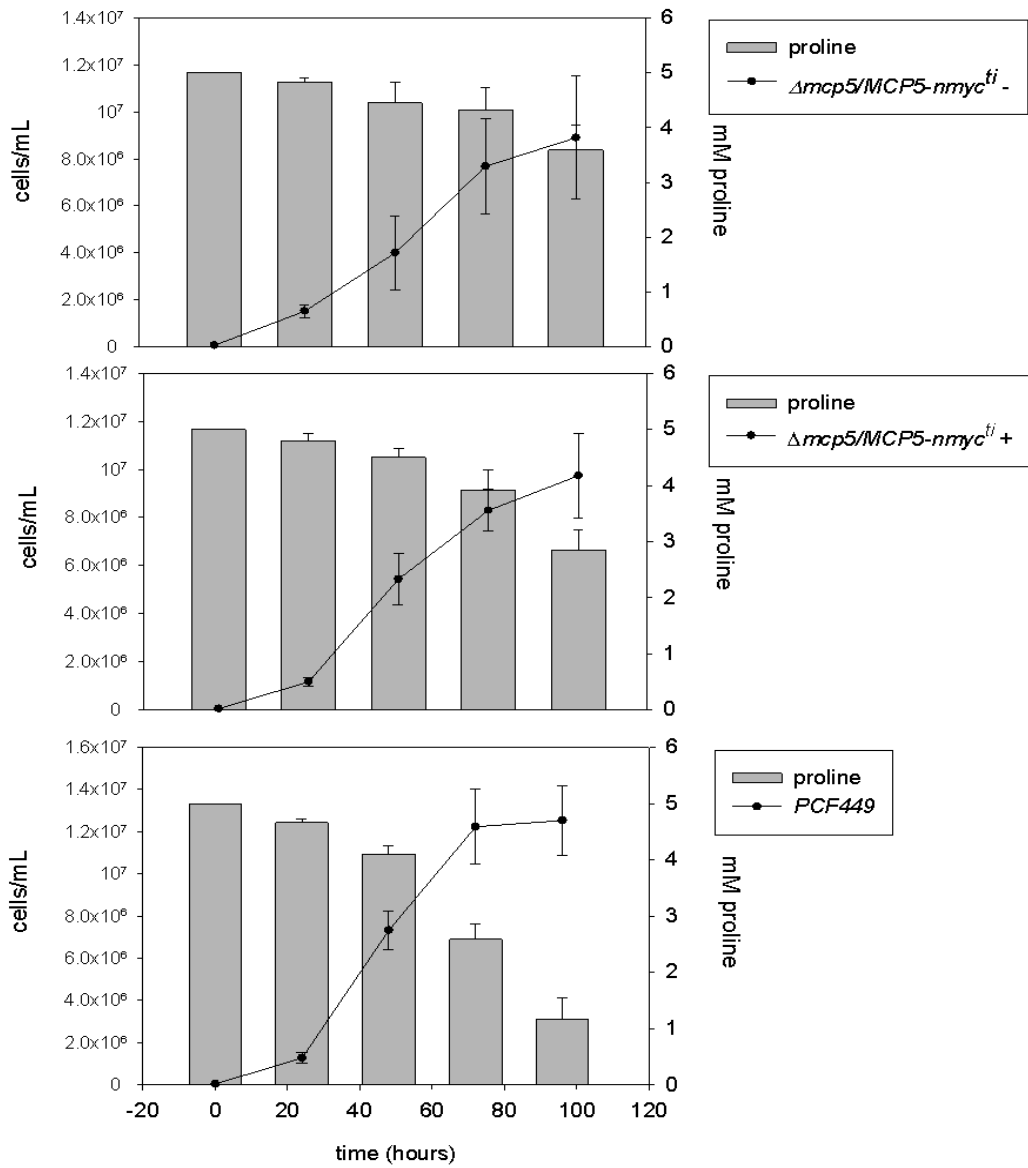 1.4x10⁷
1.2x10⁷
10⁷
8.0x10⁶
6.0x10⁶
4.0x10⁶
2.0x10⁶
0
cells/mL
6
5
4
3
2
1
0
mM proline
proline
Δmcp5/MCP5-nmyc^ti -
1.4x10⁷
1.2x10⁷
10⁷
8.0x10⁶
6.0x10⁶
4.0x10⁶
2.0x10⁶
0
cells/mL
6
5
4
3
2
1
0
mM proline
proline
Δmcp5/MCP5-nmyc^ti +
1.6x10⁷
1.4x10⁷
1.2x10⁷
10⁷
8.0x10⁶
6.0x10⁶
4.0x10⁶
2.0x10⁶
0
cells/mL
6
5
4
3
2
1
0
mM proline
proline
PCF449
-20 0 20 40 60 80 100 120
time (hours)